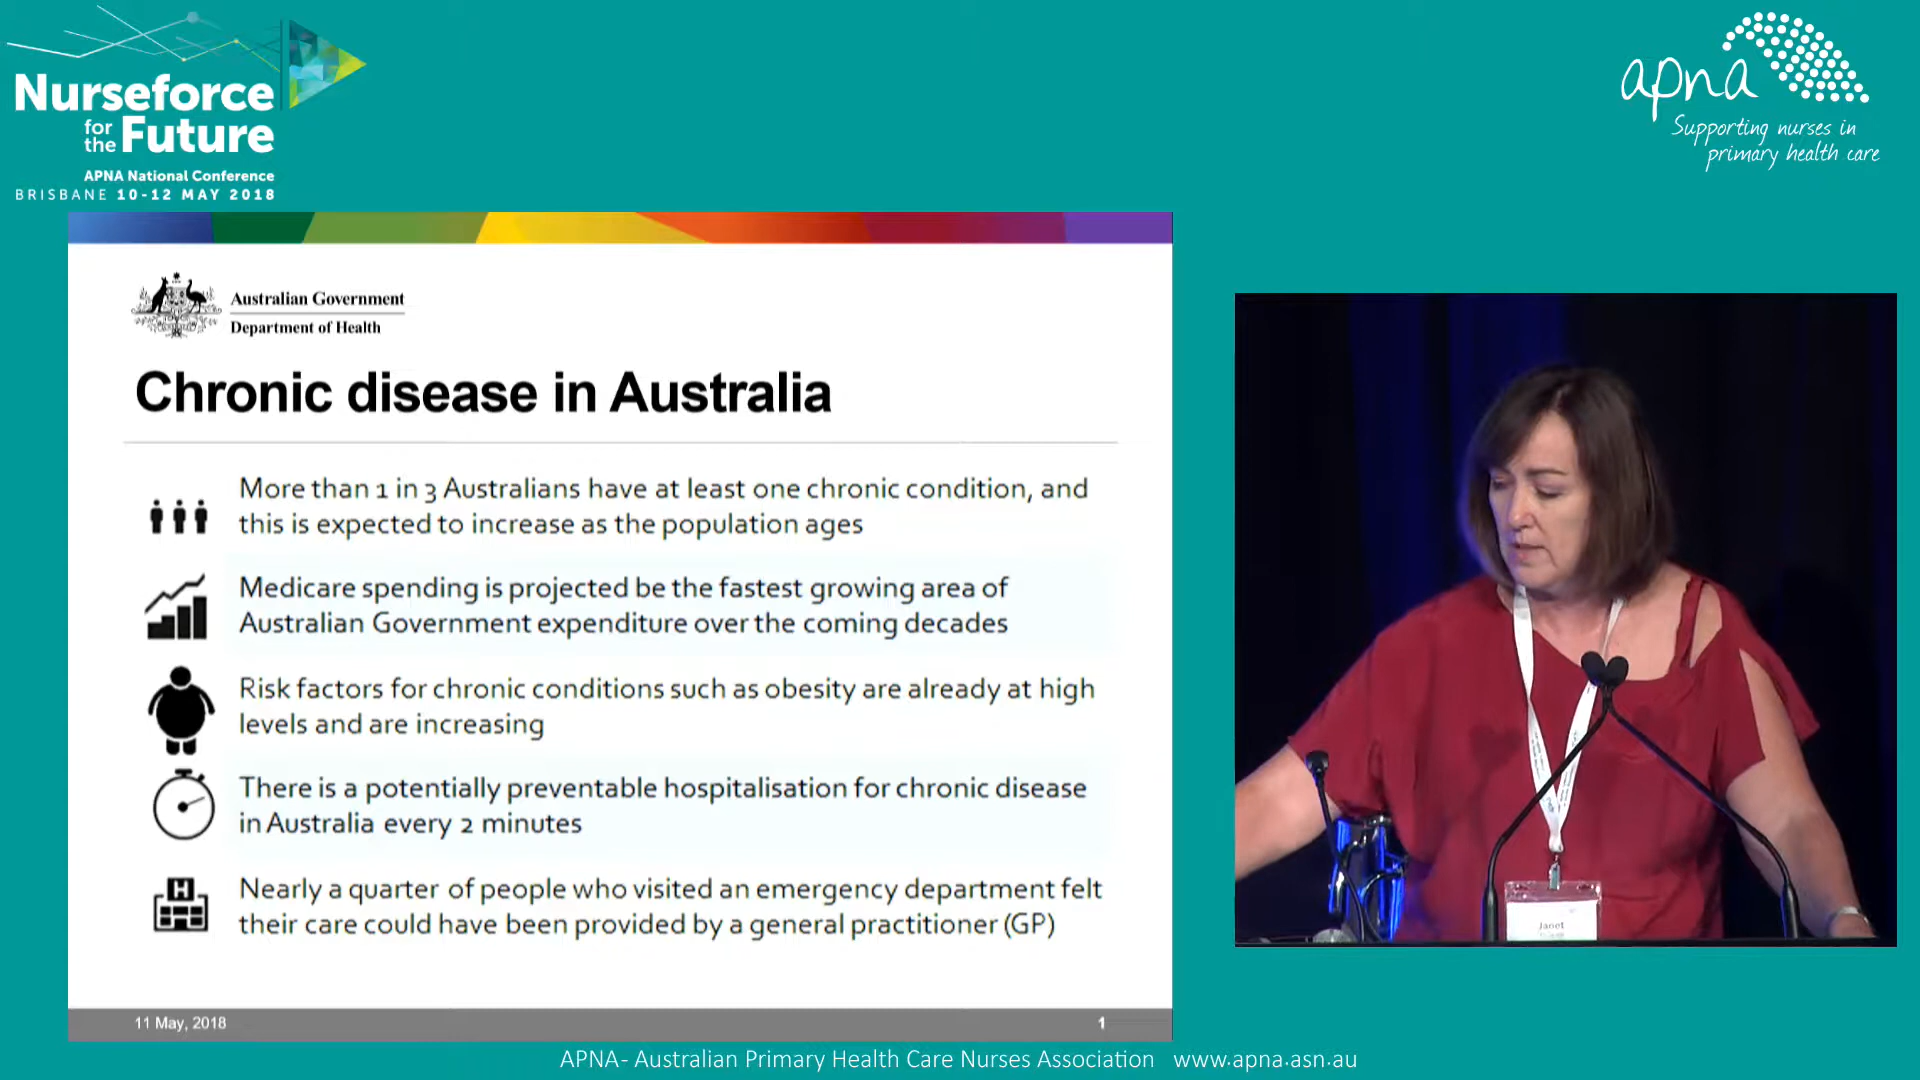 Nurseforce
for the Future
APNA National Conference
BRISBANE 10-12 MAY 2018
apna
Supporting nurses in
primary health care
Australian Government
Department of Health
Chronic disease in Australia
More than 1 in 3 Australians have at least one chronic condition, and
this is expected to increase as the population ages
Medicare spending is projected be the fastest growing area of
Australian Government expenditure over the coming decades
Risk factors for chronic conditions such as obesity are already at high
levels and are increasing
There is a potentially preventable hospitalisation for chronic disease
in Australia every 2 minutes
H
Nearly a quarter of people who visited an emergency department felt
their care could have been provided by a general practitioner (GP)
11 May, 2018
1
Janet
APNA- Australian Primary Health Care Nurses Association www.apna.asn.au